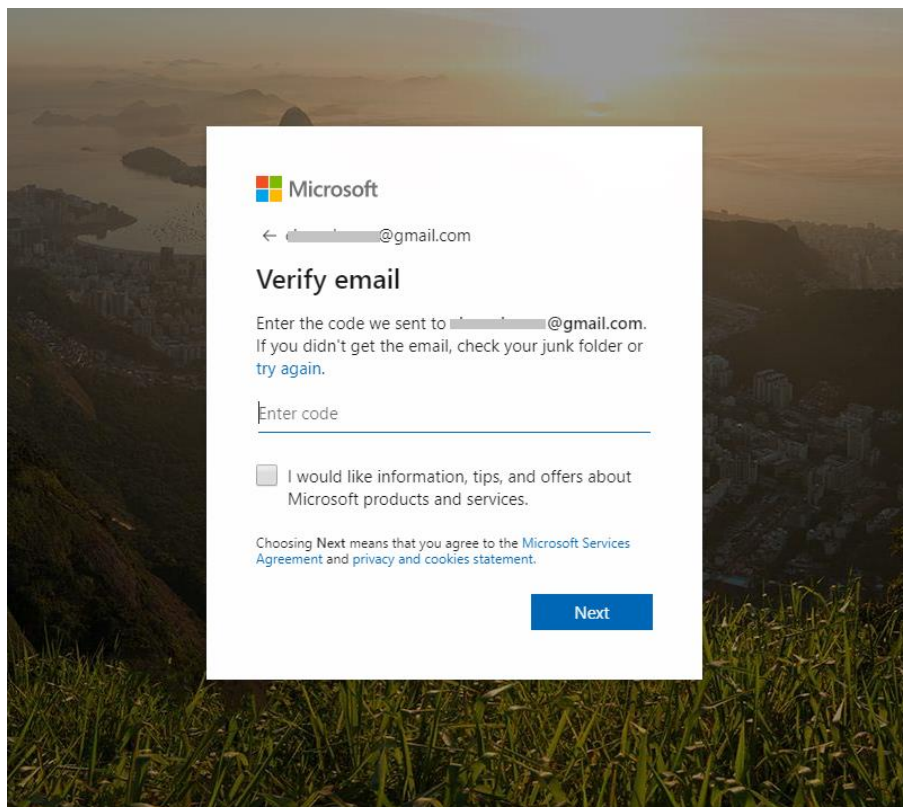 Microsoft
← @gmail.com
Verify email
Enter the code we sent to @gmail.com.
If you didn't get the email, check your junk folder or
try again.
Enter code
I would like information, tips, and offers about
Microsoft products and services.
Choosing Next means that you agree to the Microsoft Services
Agreement and privacy and cookies statement.
Next